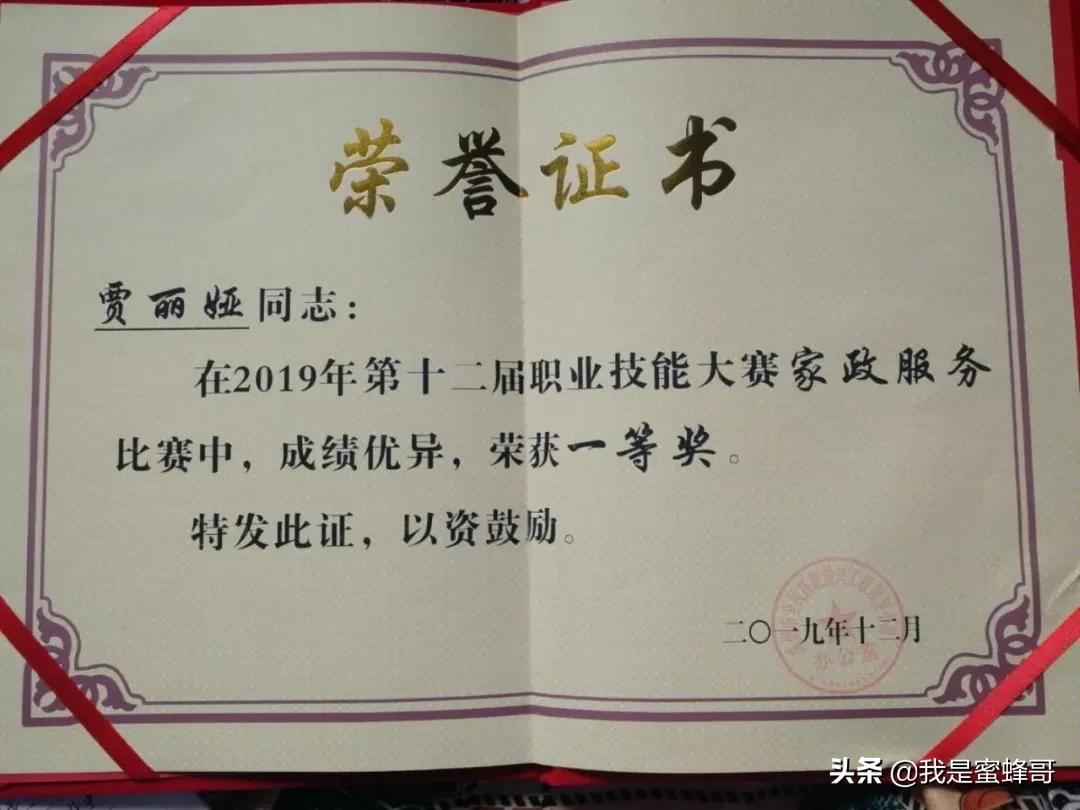 荣誉证书
贾丽娅同志：
在2019年第十二届职业技能大赛家政服务
比赛中，成绩优异，荣获一等奖。
特发此证，以资鼓励。
二〇一九年十二月
办公室
头条 @我是蜜蜂哥